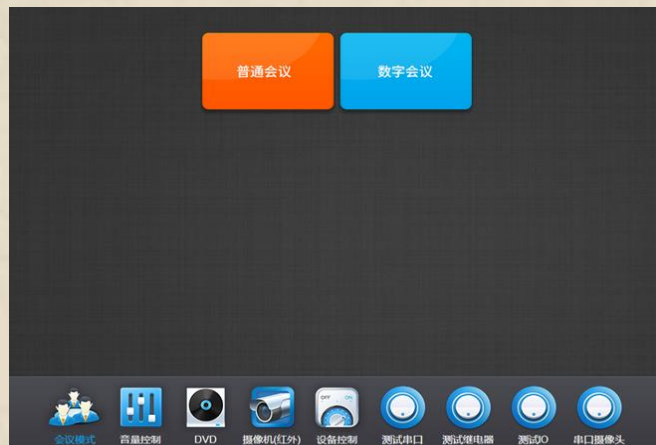 普通会议
数字会议
OFF ON
会议模式
音量控制
DVD
摄像机(红外)
设备控制
测试串口
测试继电器
测试IO
串口摄像头